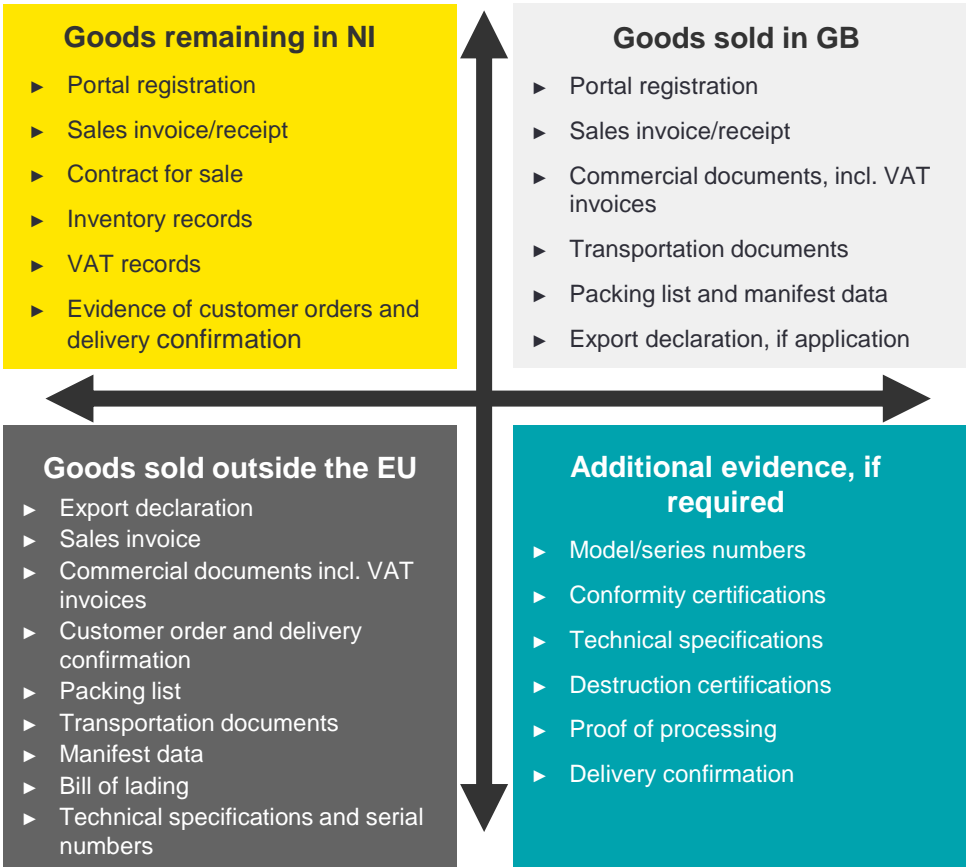 Goods remaining in NI
► Portal registration
► Sales invoice/receipt
► Contract for sale
► Inventory records
► VAT records
► Evidence of customer orders and
delivery confirmation
Goods sold in GB
► Portal registration
► Sales invoice/receipt
► Commercial documents, incl. VAT
invoices
► Transportation documents
► Packing list and manifest data
► Export declaration, if application
Goods sold outside the EU
► Export declaration
► Sales invoice
► Commercial documents incl. VAT
invoices
► Customer order and delivery
confirmation
► Packing list
► Transportation documents
► Manifest data
► Bill of lading
► Technical specifications and serial
numbers
Additional evidence, if
required
► Model/series numbers
► Conformity certifications
► Technical specifications
► Destruction certifications
► Proof of processing
► Delivery confirmation